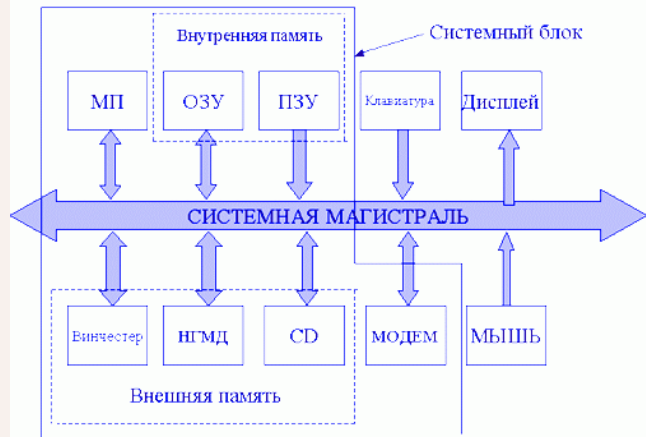 Внутренняя память
Системный блок
МП
ОЗУ
ПЗУ
Клавиатура
Дисплей
СИСТЕМНАЯ МАГИСТРАЛЬ
Винчестер
НГМД
CD
МОДЕМ
МЫШЬ
Внешняя память